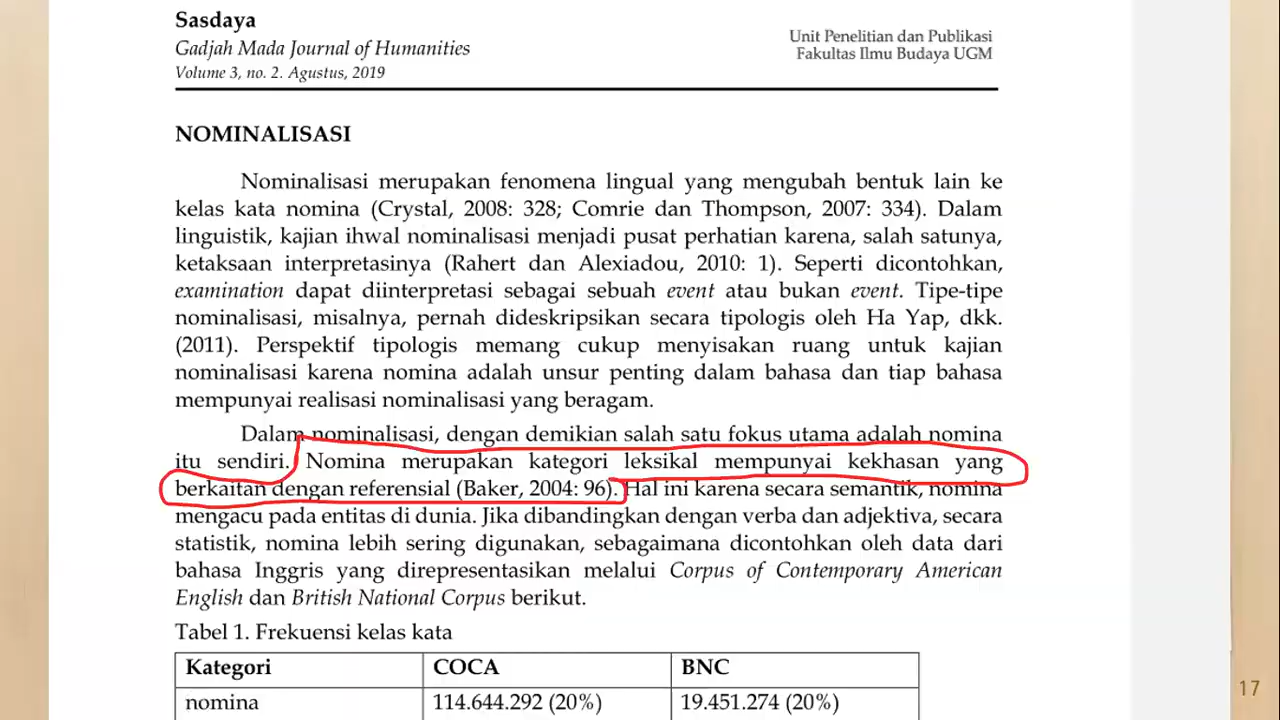 Sasdaya
Gadjah Mada Journal of Humanities
Volume 3, no. 2. Agustus, 2019
Unit Penelitian dan Publikasi
Fakultas Ilmu Budaya UGM
NOMINALISASI
Nominalisasi merupakan fenomena lingual yang mengubah bentuk lain ke
kelas kata nomina (Crystal, 2008: 328; Comrie dan Thompson, 2007: 334). Dalam
linguistik, kajian ihwal nominalisasi menjadi pusat perhatian karena, salah satunya,
ketaksaan interpretasinya (Rahert dan Alexiadou, 2010: 1). Seperti dicontohkan,
examination dapat diinterpretasi sebagai sebuah event atau bukan event. Tipe-tipe
nominalisasi, misalnya, pernah dideskripsikan secara tipologis oleh Ha Yap, dkk.
(2011). Perspektif tipologis memang cukup menyisakan ruang untuk kajian
nominalisasi karena nomina adalah unsur penting dalam bahasa dan tiap bahasa
mempunyai realisasi nominalisasi yang beragam.
Dalam nominalisasi, dengan demikian salah satu fokus utama adalah nomina
itu sendiri. Nomina merupakan kategori leksikal mempunyai kekhasan yang
berkaitan dengan referensial (Baker, 2004: 96). Hal ini karena secara semantik, nomina
mengacu pada entitas di dunia. Jika dibandingkan dengan verba dan adjektiva, secara
statistik, nomina lebih sering digunakan, sebagaimana dicontohkan oleh data dari
bahasa Inggris yang direpresentasikan melalui Corpus of Contemporary American
English dan British National Corpus berikut.
Tabel 1. Frekuensi kelas kata
Kategori COCA BNC
nomina 114.644.292 (20%) 19.451.274 (20%)
17